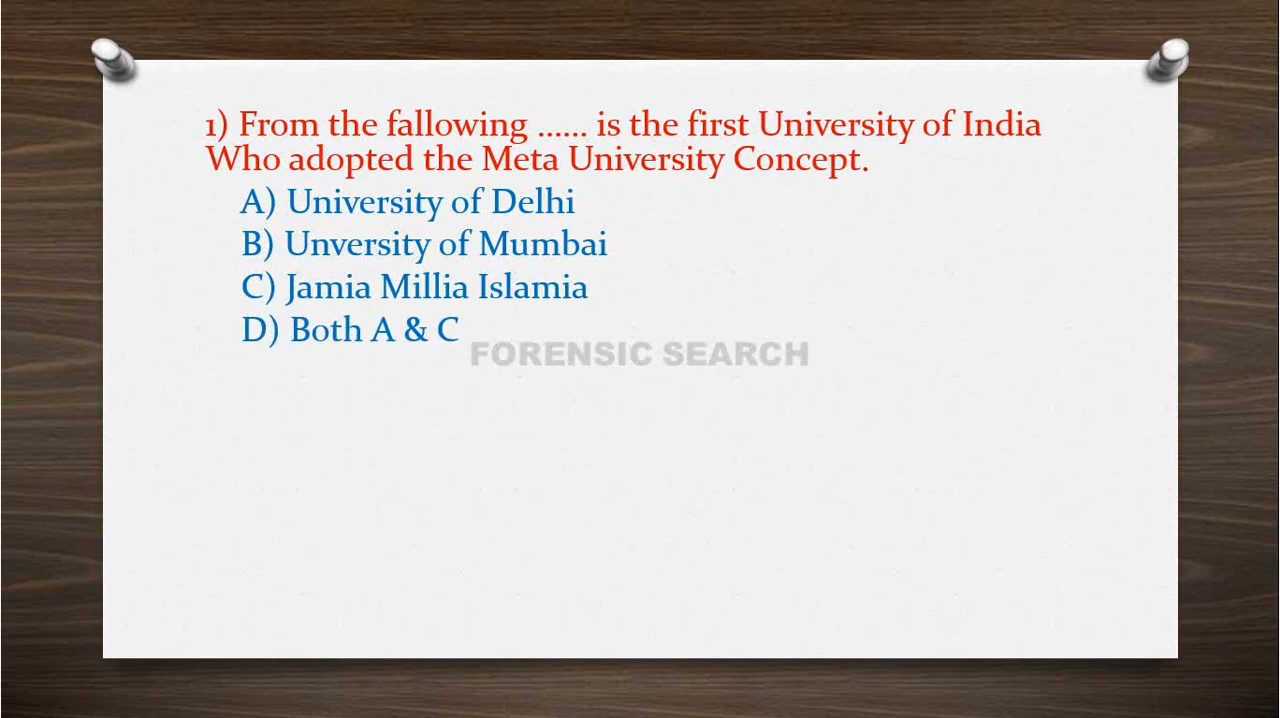 1) From the fallowing ...... is the first University of India
Who adopted the Meta University Concept.
A) University of Delhi
B) Unversity of Mumbai
C) Jamia Millia Islamia
D) Both A & C
FORENSIC SEARCH